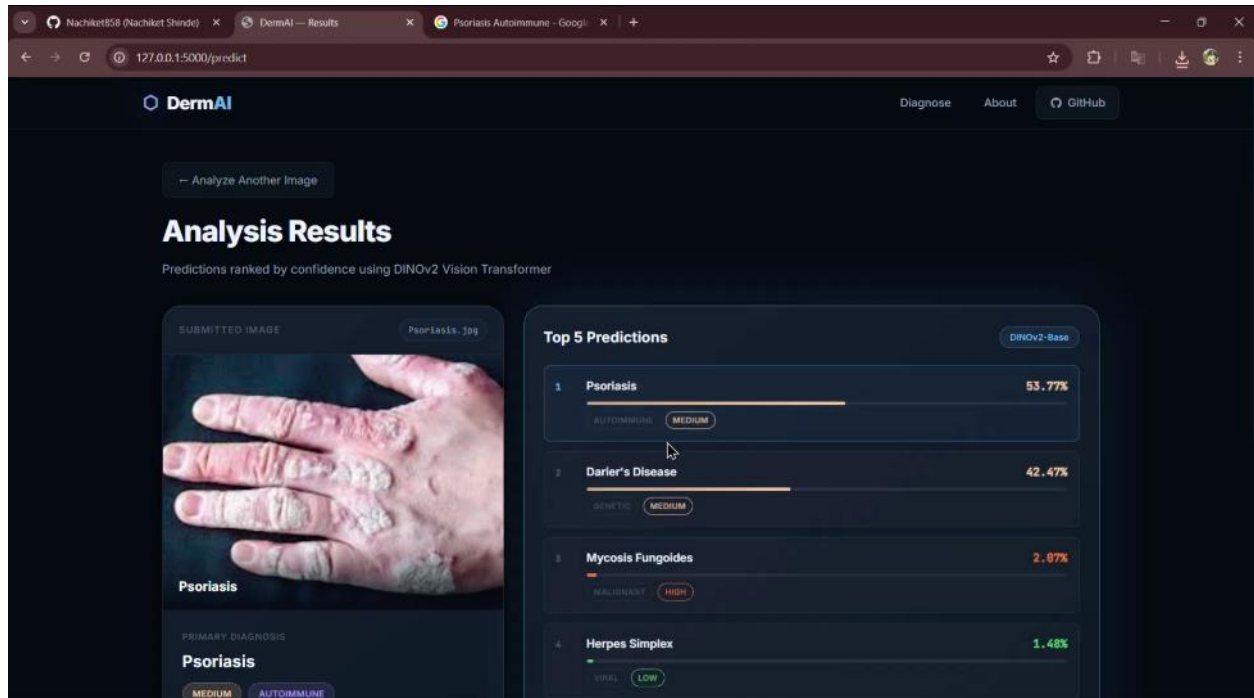 Nachiket858 (Nachiket Shinde)
DermAI — Results
Psoriasis Autoimmune - Googl
127.0.0.1:5000/predict
DermAI
Diagnose
About
GitHub
← Analyze Another Image
Analysis Results
Predictions ranked by confidence using DINOv2 Vision Transformer
SUBMITTED IMAGE
Psoriasis.jpg
Psoriasis
PRIMARY DIAGNOSIS
Psoriasis
MEDIUM
AUTOIMMUNE
Top 5 Predictions
DINOv2-Base
1 Psoriasis 53.77%
AUTOIMMUNE MEDIUM
2 Darier's Disease 42.47%
GENETIC MEDIUM
3 Mycosis Fungoides 2.07%
MALIGNANT HIGH
4 Herpes Simplex 1.48%
VIRAL LOW